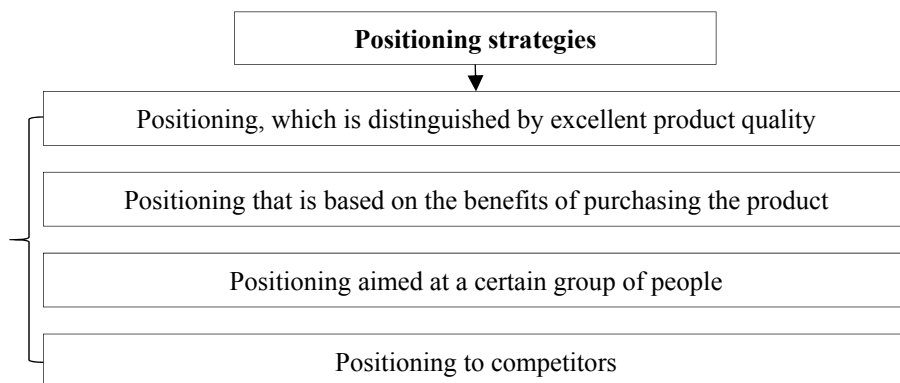 Positioning strategies
Positioning, which is distinguished by excellent product quality
Positioning that is based on the benefits of purchasing the product
Positioning aimed at a certain group of people
Positioning to competitors